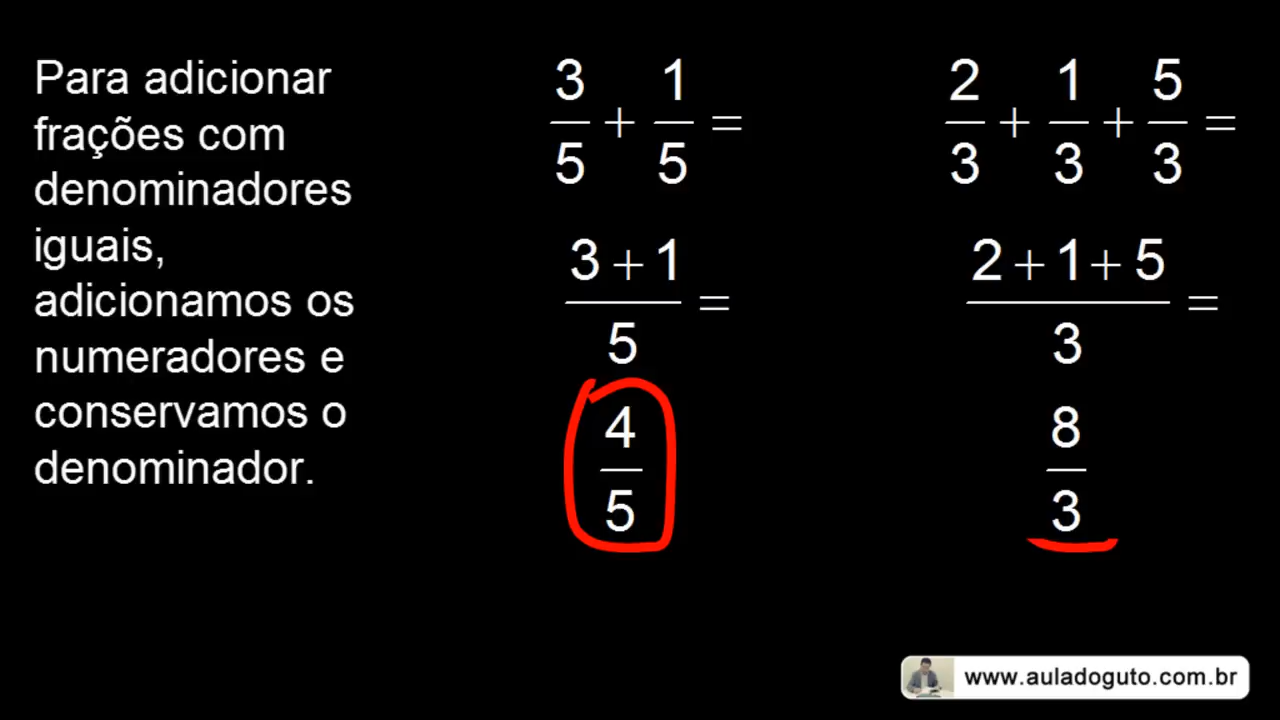 Para adicionar
frações com
denominadores
iguais,
adicionamos os
numeradores e
conservamos o
denominador.
3/5 + 1/5 =
(3 + 1)/5 =
4/5
2/3 + 1/3 + 5/3 =
(2 + 1 + 5)/3 =
8/3
www.auladoguto.com.br